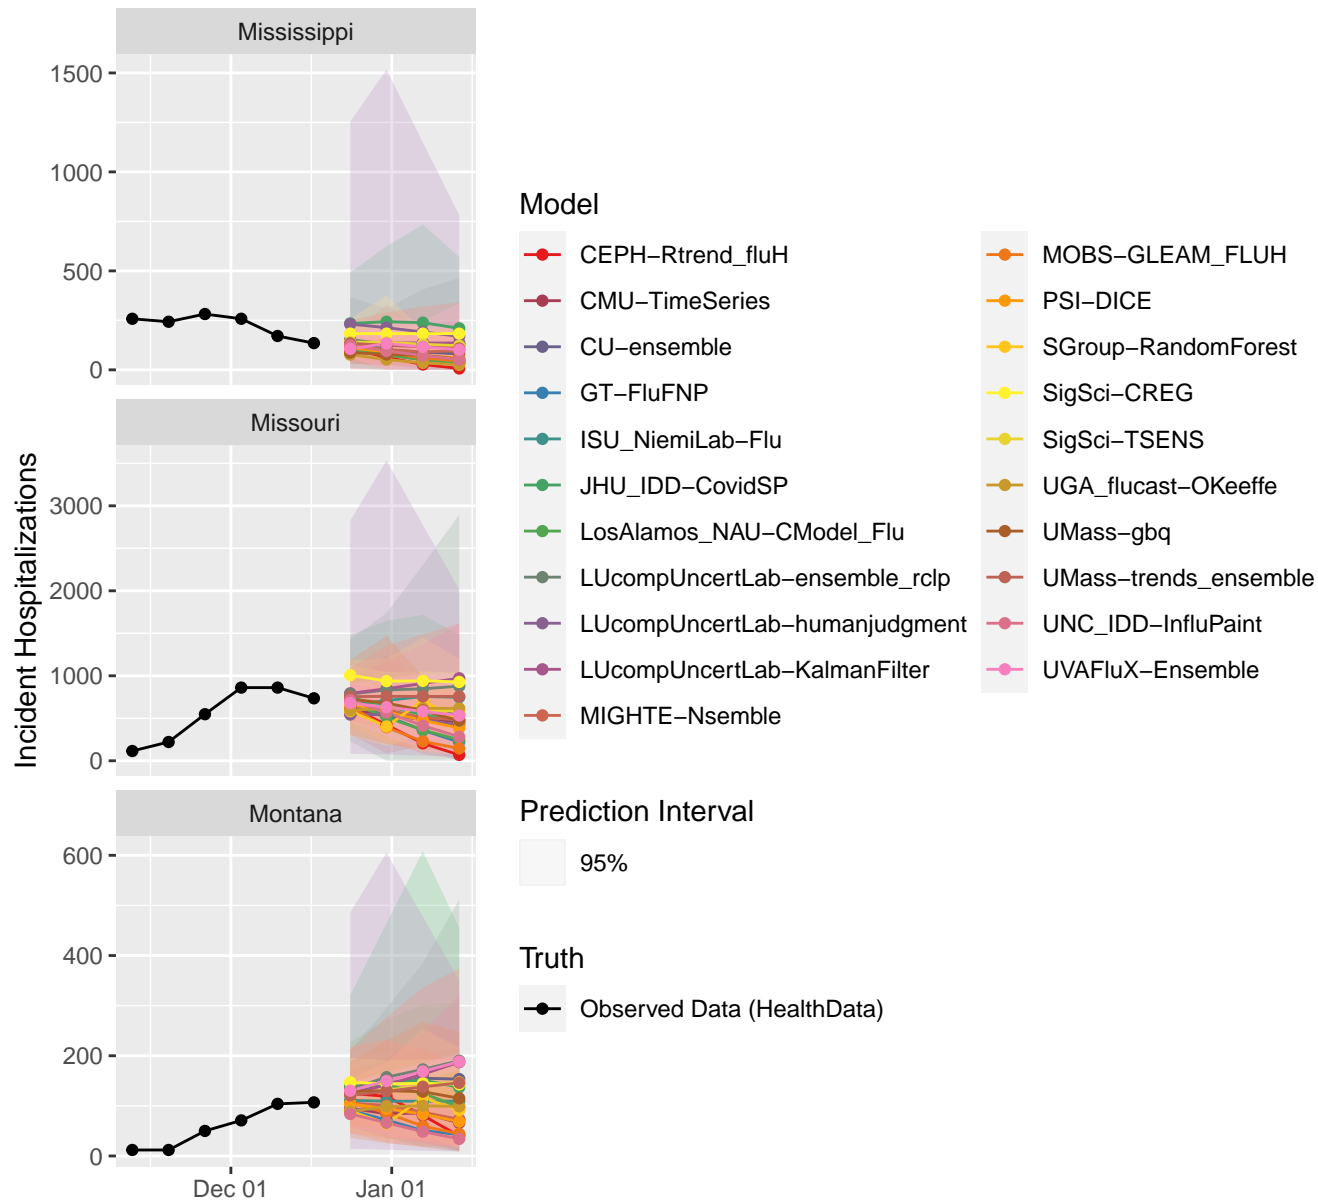 Mississippi
1500
1000
500
0
Missouri
3000
2000
1000
0
Montana
600
400
200
0
Dec 01
Jan 01
Incident Hospitalizations
Model
CEPH−Rtrend_fluH
CMU−TimeSeries
CU−ensemble
GT−FluFNP
ISU_NiemiLab−Flu
JHU_IDD−CovidSP
LosAlamos_NAU−CModel_Flu
LUcompUncertLab−ensemble_rclp
LUcompUncertLab−humanjudgment
LUcompUncertLab−KalmanFilter
MIGHTE−Nsemble
MOBS−GLEAM_FLUH
PSI−DICE
SGroup−RandomForest
SigSci−CREG
SigSci−TSENS
UGA_flucast−OKeeffe
UMass−gbq
UMass−trends_ensemble
UNC_IDD−InfluPaint
UVAFluX−Ensemble
Prediction Interval
95%
Truth
Observed Data (HealthData)